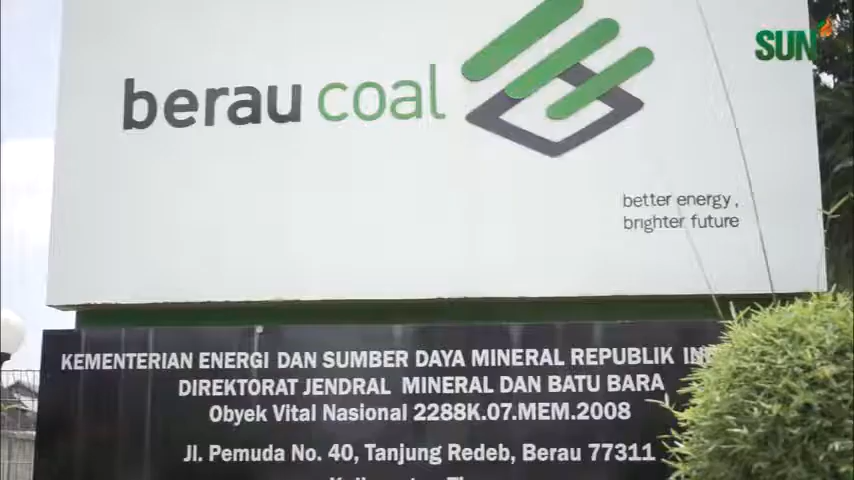 SUN
berau coal
better energy,
brighter future
KEMENTERIAN ENERGI DAN SUMBER DAYA MINERAL REPUBLIK
DIREKTORAT JENDRAL MINERAL DAN BATU BARA
Obyek Vital Nasional 2288K.07.MEM.2008
Jl. Pemuda No. 40, Tanjung Redeb, Berau 77311